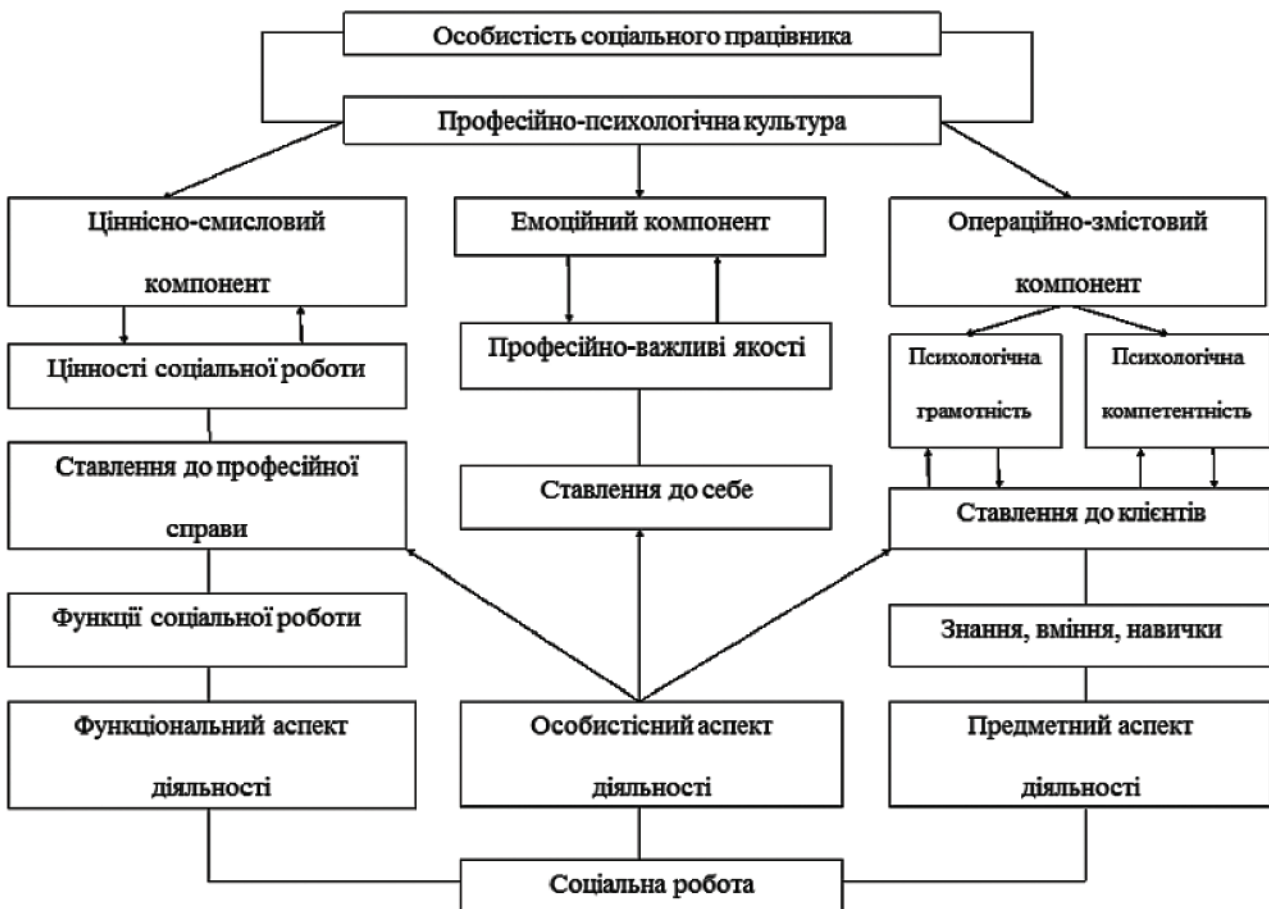 Особистість соціального працівника
Професійно-психологічна культура
Ціннісно-смисловий
компонент
Емоційний компонент
Операційно-змістовий
компонент
Цінності соціальної роботи
Професійно-важливі якості
Психологічна
грамотність
Психологічна
компетентність
Ставлення до професійної
справи
Ставлення до себе
Ставлення до клієнтів
Функції соціальної роботи
Знання, вміння, навички
Функціональний аспект
діяльності
Особистісний аспект
діяльності
Предметний аспект
діяльності
Соціальна робота